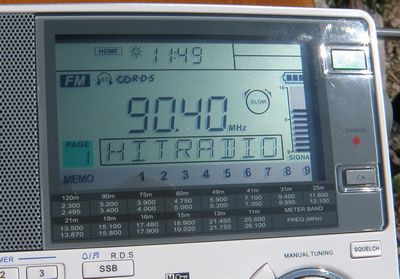 HOME 11:49
FM R·D·S
90.40 MHz
SLOW
10
PAGE 1
HITRADIO
SIGNAL
MEMO 1 2 3 4 5 6 7 8 9
CHARGE
120m 90m 75m 60m 49m 41m 31m 25m
2.300 3.200 3.900 4.750 5.900 7.100 9.400 11.600
2.495 3.400 4.000 5.060 6.200 7.350 9.990 12.100
21m 19m 16m 15m 13m 11m METER BAND
13.500 15.100 17.480 18.900 21.450 25.600 FREQ (MHz)
13.870 15.800 17.900 19.020 21.750 26.100
SQUELCH
R.D.S
MANUAL TUNING
2 3 SSB